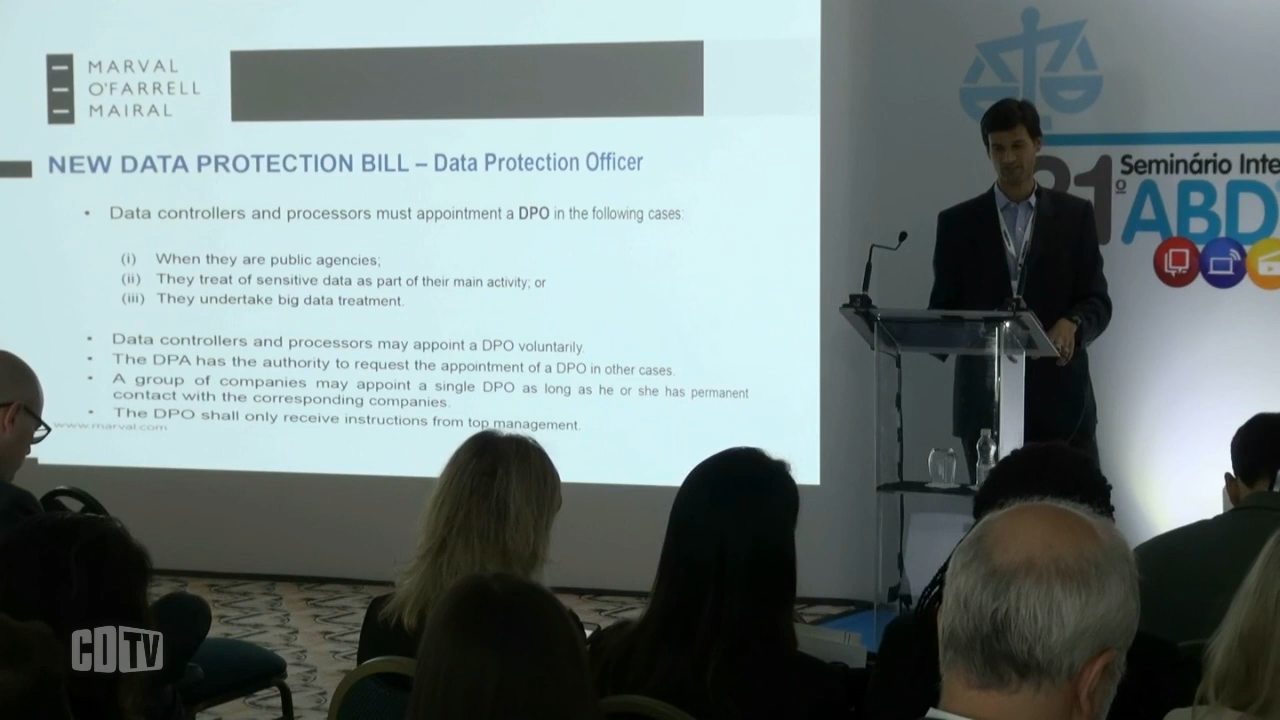 MARVAL
O'FARRELL
MAIRAL
NEW DATA PROTECTION BILL – Data Protection Officer
• Data controllers and processors must appointment a DPO in the following cases:
(i) When they are public agencies;
(ii) They treat of sensitive data as part of their main activity; or
(iii) They undertake big data treatment.
• Data controllers and processors may appoint a DPO voluntarily.
• The DPA has the authority to request the appointment of a DPO in other cases.
• A group of companies may appoint a single DPO as long as he or she has permanent
contact with the corresponding companies.
• The DPO shall only receive instructions from top management.
www.marval.com
Seminário Inte
31º
ABD
CDTV